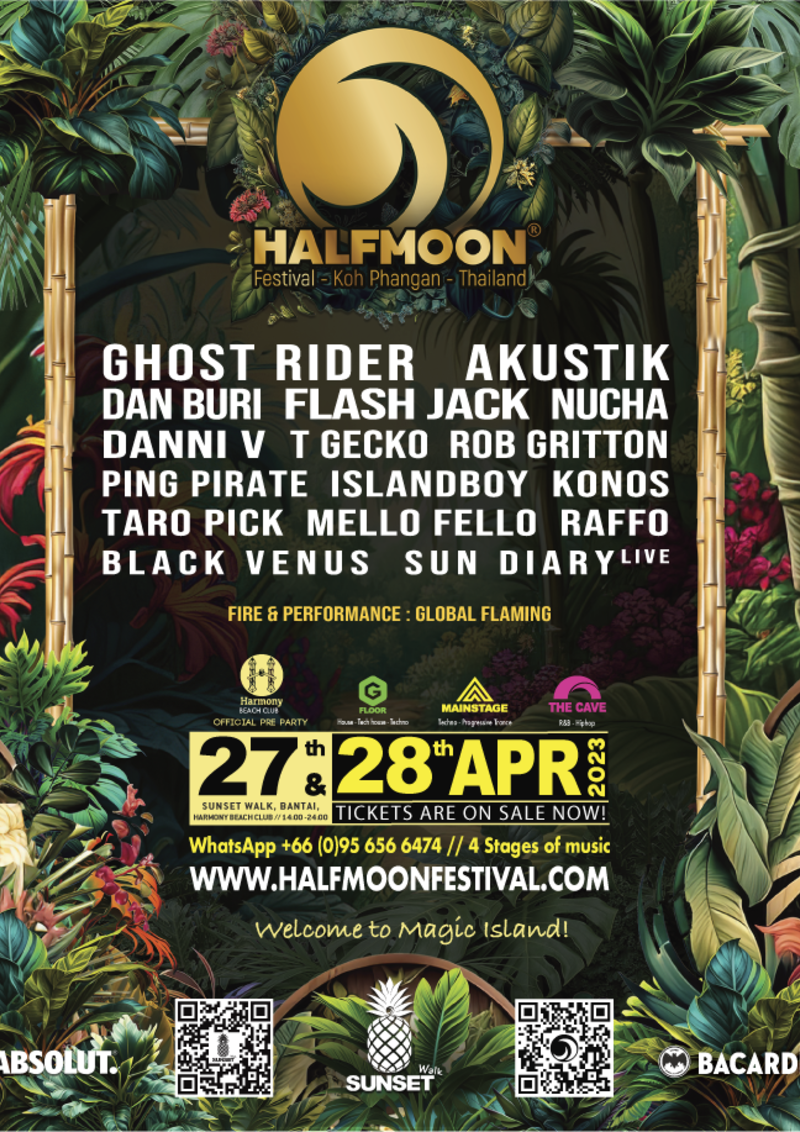 HALFMOON®
Festival - Koh Phangan - Thailand
GHOST RIDER AKUSTIK
DAN BURI FLASH JACK NUCHA
DANNI V T GECKO ROB GRITTON
PING PIRATE ISLANDBOY KONOS
TARO PICK MELLO FELLO RAFFO
BLACK VENUS SUN DIARY LIVE
FIRE & PERFORMANCE : GLOBAL FLAMING
Harmony
BEACH CLUB
OFFICIAL PRE PARTY
G
FLOOR
House - Tech house - Techno
MAINSTAGE
Techno - Progressive Trance
THE CAVE
R&B - Hiphop
27th & 28th APR 2023
SUNSET WALK, BANTAI,
HARMONY BEACH CLUB // 14:00 -24:00
TICKETS ARE ON SALE NOW!
WhatsApp +66 (0)95 656 6474 // 4 Stages of music
WWW.HALFMOONFESTIVAL.COM
Welcome to Magic Island!
ABSOLUT.
SUNSET
SUNSET Walk
BACARD